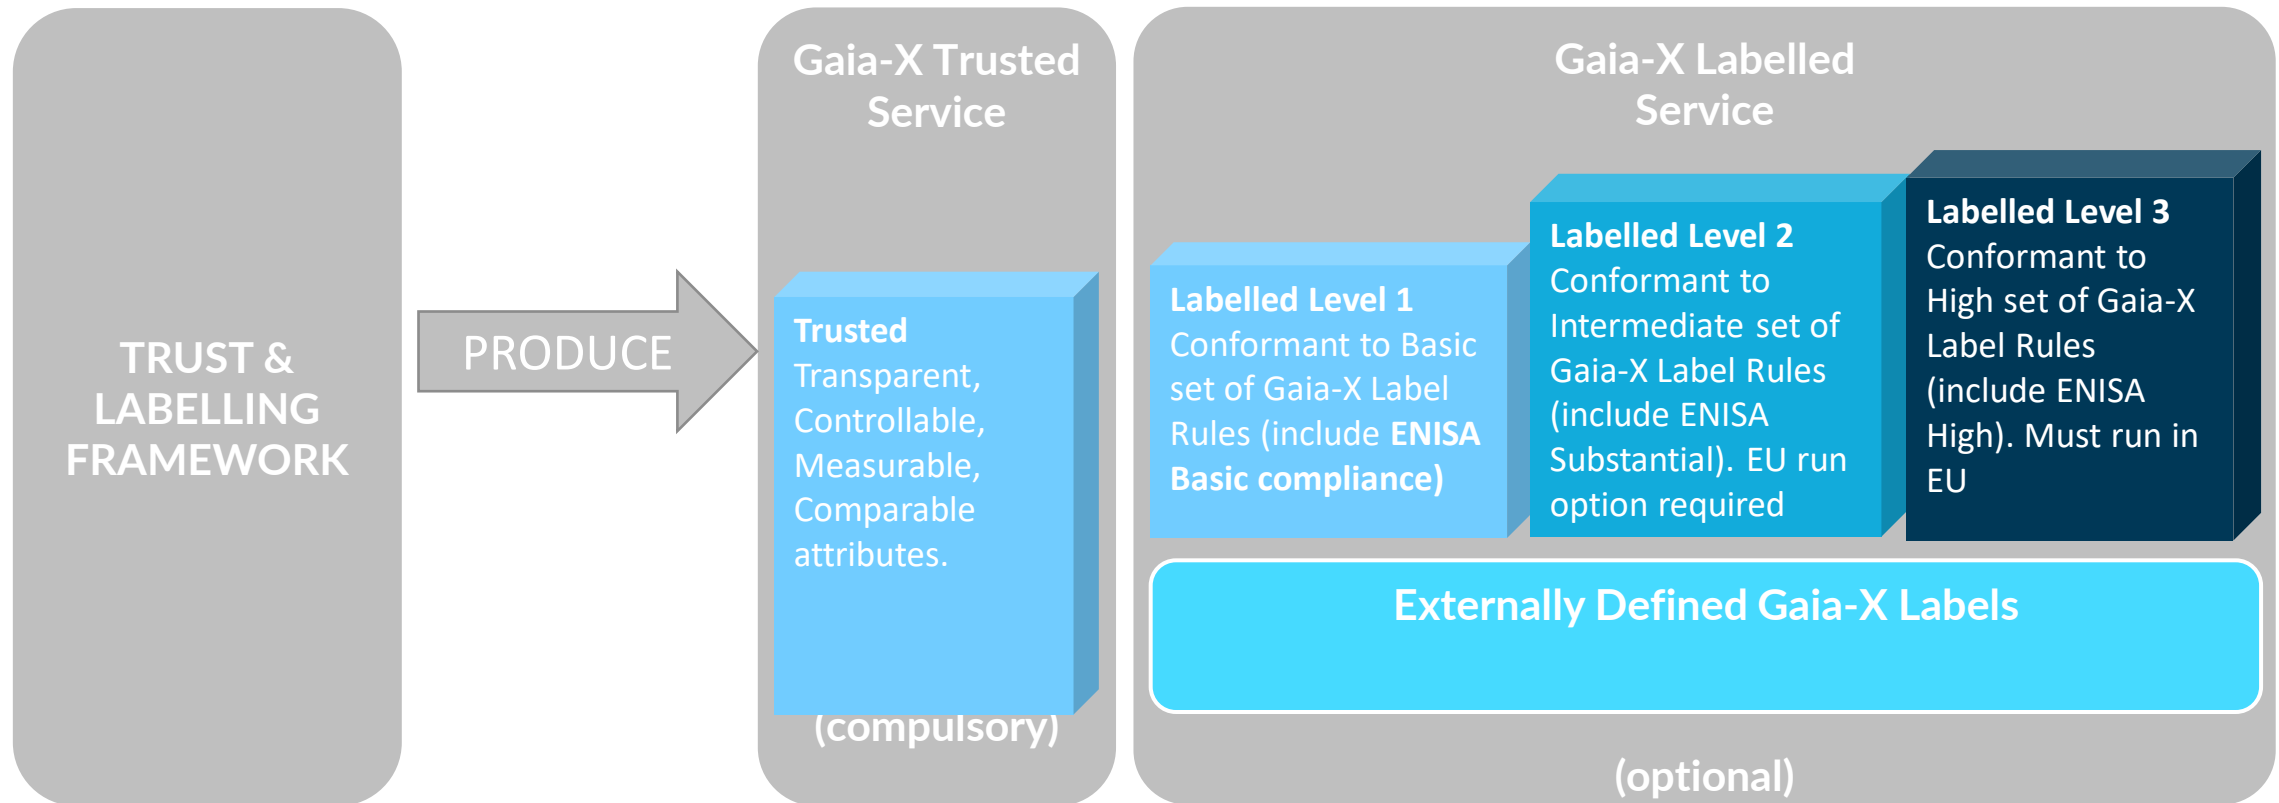 TRUST &
LABELLING
FRAMEWORK
PRODUCE
Gaia-X Trusted
Service
Trusted
Transparent,
Controllable,
Measurable,
Comparable
attributes.
(compulsory)
Gaia-X Labelled
Service
Labelled Level 1
Conformant to Basic
set of Gaia-X Label
Rules (include ENISA
Basic compliance)
Labelled Level 2
Conformant to
Intermediate set of
Gaia-X Label Rules
(include ENISA
Substantial). EU run
option required
Labelled Level 3
Conformant to
High set of Gaia-X
Label Rules
(include ENISA
High). Must run in
EU
Externally Defined Gaia-X Labels
(optional)